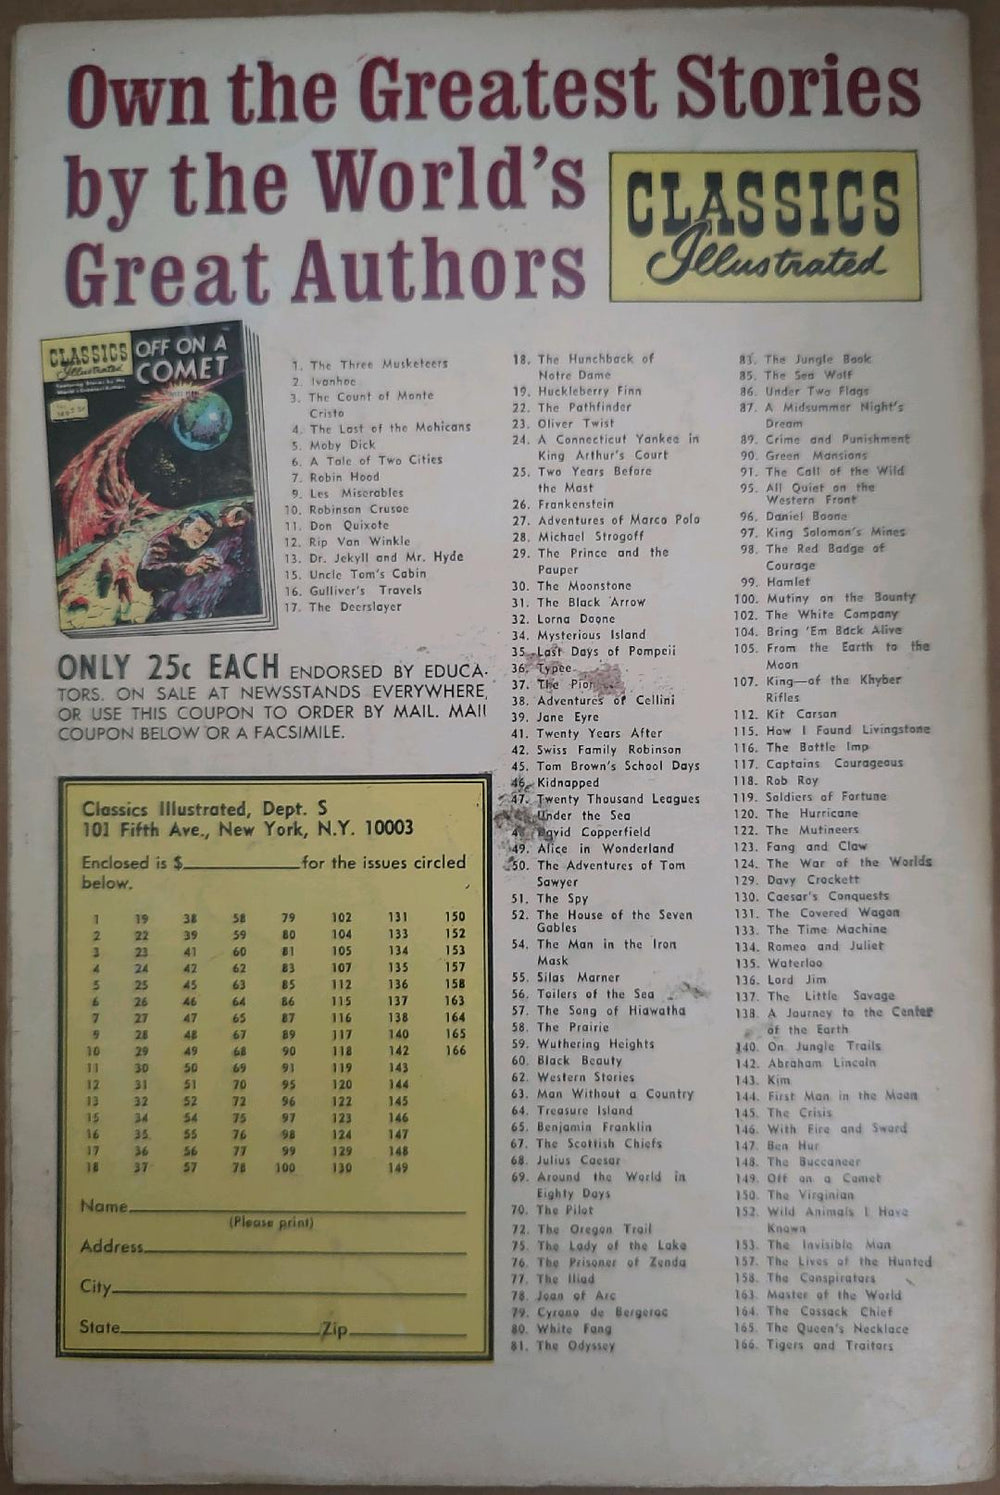 Own the Greatest Stories
by the World's
Great Authors
CLASSICS
Illustrated
CLASSICS
Illustrated
OFF ON A
COMET
1. The Three Musketeers
2. Ivanhoe
3. The Count of Monte
Cristo
4. The Last of the Mohicans
5. Moby Dick
6. A Tale of Two Cities
7. Robin Hood
9. Les Miserables
10. Robinson Crusoe
11. Don Quixote
12. Rip Van Winkle
13. Dr. Jekyll and Mr. Hyde
15. Uncle Tom's Cabin
16. Gulliver's Travels
17. The Deerslayer
ONLY 25c EACH ENDORSED BY EDUCA-
TORS. ON SALE AT NEWSSTANDS EVERYWHERE,
OR USE THIS COUPON TO ORDER BY MAIL. MAIL
COUPON BELOW OR A FACSIMILE.
Classics Illustrated, Dept. S
101 Fifth Ave., New York, N.Y. 10003
Enclosed is $ for the issues circled
below.
1 19 38 58 79 102 131 150
2 22 39 59 80 104 133 152
3 23 41 60 81 105 134 153
4 24 42 62 83 107 135 157
5 25 45 63 85 112 136 158
6 26 46 64 86 115 137 163
7 27 47 65 87 116 138 164
9 28 48 67 89 117 140 165
10 29 49 68 90 118 142 166
11 30 50 69 91 119 143
12 31 51 70 95 120 144
13 32 52 72 96 122 145
15 34 54 75 97 123 146
16 35 55 76 98 124 147
17 36 56 77 99 129 148
18 37 57 78 100 130 149
Name
(Please print)
Address
City
State Zip
18. The Hunchback of
Notre Dame
19. Huckleberry Finn
22. The Pathfinder
23. Oliver Twist
24. A Connecticut Yankee in
King Arthur's Court
25. Two Years Before
the Mast
26. Frankenstein
27. Adventures of Marco Polo
28. Michael Strogoff
29. The Prince and the
Pauper
30. The Moonstone
31. The Black Arrow
32. Lorna Doone
34. Mysterious Island
35. Last Days of Pompeii
36. Typee
37. The
38. Adventures of Cellini
39. Jane Eyre
41. Twenty Years After
42. Swiss Family Robinson
45. Tom Brown's School Days
46. Kidnapped
47. Twenty Thousand Leagues
Under the Sea
David Copperfield
49. Alice in Wonderland
50. The Adventures of Tom
Sawyer
51. The Spy
52. The House of the Seven
Gables
54. The Man in the Iron
Mask
55. Silas Marner
56. Toilers of the Sea
57. The Song of Hiawatha
58. The Prairie
59. Wuthering Heights
60. Black Beauty
62. Western Stories
63. Man Without a Country
64. Treasure Island
65. Benjamin Franklin
67. The Scottish Chiefs
68. Julius Caesar
69. Around the World in
Eighty Days
70. The Pilot
72. The Oregon Trail
75. The Lady of the Lake
76. The Prisoner of Zenda
77. The Iliad
78. Joan of Arc
79. Cyrano de Bergerac
80. White Fang
81. The Odyssey
83. The Jungle Book
85. The Sea Wolf
86. Under Two Flags
87. A Midsummer Night's
Dream
89. Crime and Punishment
90. Green Mansions
91. The Call of the Wild
95. All Quiet on the
Western Front
96. Daniel Boone
97. King Solomon's Mines
98. The Red Badge of
Courage
99. Hamlet
100. Mutiny on the Bounty
102. The White Company
104. Bring 'Em Back Alive
105. From the Earth to the
Moon
107. King—of the Khyber
Rifles
112. Kit Carson
115. How I Found Livingstone
116. The Bottle Imp
117. Captains Courageous
118. Rob Roy
119. Soldiers of Fortune
120. The Hurricane
122. The Mutineers
123. Fang and Claw
124. The War of the Worlds
129. Davy Crockett
130. Caesar's Conquests
131. The Covered Wagon
133. The Time Machine
134. Romeo and Juliet
135. Waterloo
136. Lord Jim
137. The Little Savage
138. A Journey to the Center
of the Earth
140. On Jungle Trails
142. Abraham Lincoln
143. Kim
144. First Man in the Moon
145. The Crisis
146. With Fire and Sword
147. Ben Hur
148. The Buccaneer
149. Off on a Comet
150. The Virginian
152. Wild Animals I Have
Known
153. The Invisible Man
157. The Lives of the Hunted
158. The Conspirators
163. Master of the World
164. The Cossack Chief
165. The Queen's Necklace
166. Tigers and Traitors